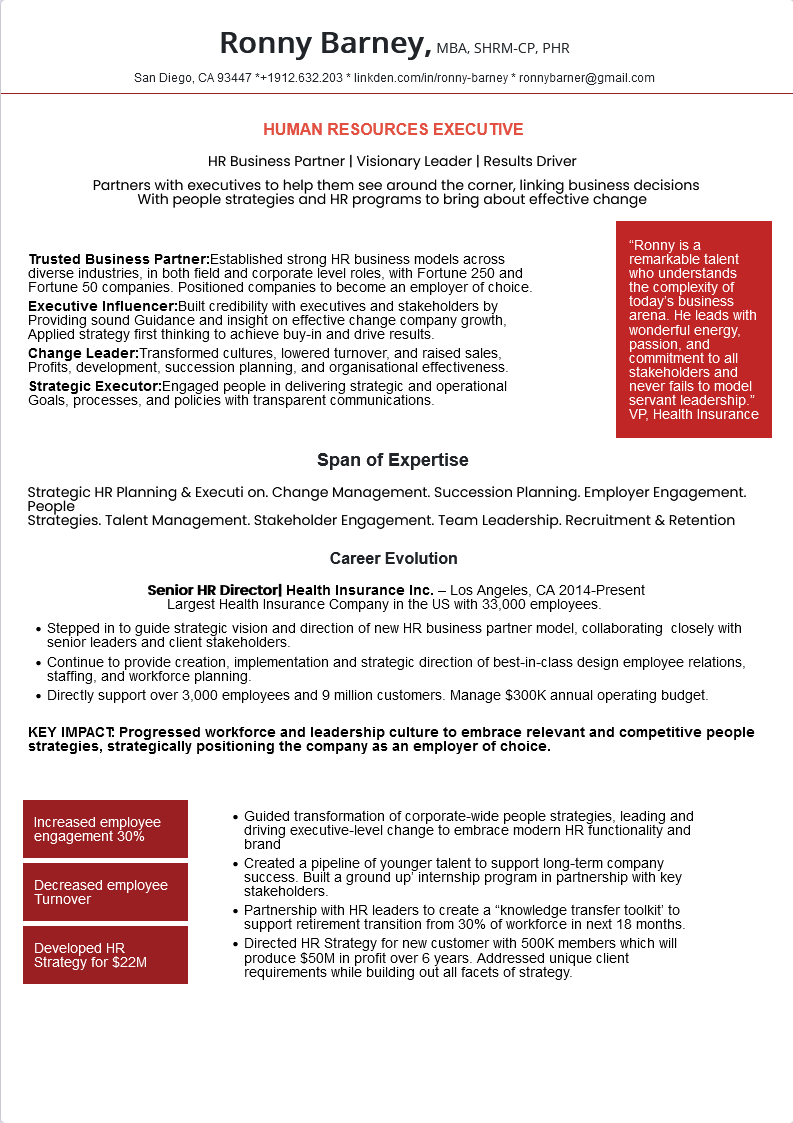 Ronny Barney, MBA, SHRM-CP, PHR
San Diego, CA 93447 *+1912.632.203 * linkden.com/in/ronny-barney * ronnybarner@gmail.com
HUMAN RESOURCES EXECUTIVE
HR Business Partner | Visionary Leader | Results Driver
Partners with executives to help them see around the corner, linking business decisions
With people strategies and HR programs to bring about effective change
Trusted Business Partner:Established strong HR business models across
diverse industries, in both field and corporate level roles, with Fortune 250 and
Fortune 50 companies. Positioned companies to become an employer of choice.
Executive Influencer:Built credibility with executives and stakeholders by
Providing sound Guidance and insight on effective change company growth,
Applied strategy first thinking to achieve buy-in and drive results.
Change Leader:Transformed cultures, lowered turnover, and raised sales,
Profits, development, succession planning, and organisational effectiveness.
Strategic Executor:Engaged people in delivering strategic and operational
Goals, processes, and policies with transparent communications.
“Ronny is a
remarkable talent
who understands
the complexity of
today’s business
arena. He leads with
wonderful energy,
passion, and
commitment to all
stakeholders and
never fails to model
servant leadership.”
VP, Health Insurance
Span of Expertise
Strategic HR Planning & Executi on. Change Management. Succession Planning. Employer Engagement.
People
Strategies. Talent Management. Stakeholder Engagement. Team Leadership. Recruitment & Retention
Career Evolution
Senior HR Director| Health Insurance Inc. – Los Angeles, CA 2014-Present
Largest Health Insurance Company in the US with 33,000 employees.
• Stepped in to guide strategic vision and direction of new HR business partner model, collaborating  closely with
senior leaders and client stakeholders.
• Continue to provide creation, implementation and strategic direction of best-in-class design employee relations,
staffing, and workforce planning.
• Directly support over 3,000 employees and 9 million customers. Manage $300K annual operating budget.
KEY IMPACT: Progressed workforce and leadership culture to embrace relevant and competitive people
strategies, strategically positioning the company as an employer of choice.
Increased employee
engagement 30%
Decreased employee
Turnover
Developed HR
Strategy for $22M
• Guided transformation of corporate-wide people strategies, leading and
driving executive-level change to embrace modern HR functionality and
brand
• Created a pipeline of younger talent to support long-term company
success. Built a ground up’ internship program in partnership with key
stakeholders.
• Partnership with HR leaders to create a “knowledge transfer toolkit’ to
support retirement transition from 30% of workforce in next 18 months.
• Directed HR Strategy for new customer with 500K members which will
produce $50M in profit over 6 years. Addressed unique client
requirements while building out all facets of strategy.